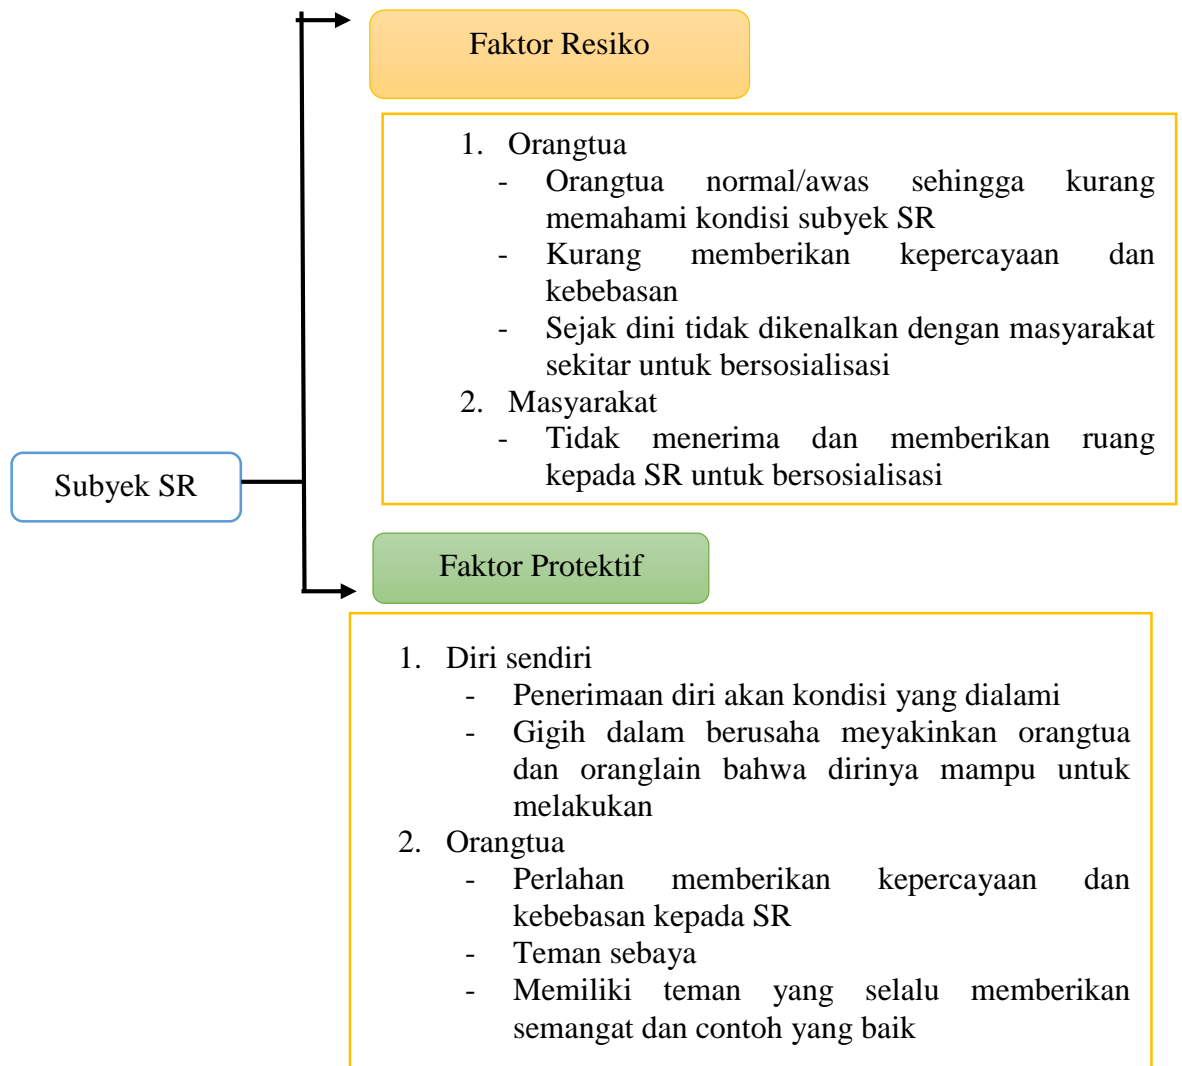 Faktor Resiko
1. Orangtua
- Orangtua normal/awas sehingga kurang
memahami kondisi subyek SR
- Kurang memberikan kepercayaan dan
kebebasan
- Sejak dini tidak dikenalkan dengan masyarakat
sekitar untuk bersosialisasi
2. Masyarakat
- Tidak menerima dan memberikan ruang
kepada SR untuk bersosialisasi
Subyek SR
Faktor Protektif
1. Diri sendiri
- Penerimaan diri akan kondisi yang dialami
- Gigih dalam berusaha meyakinkan orangtua
dan oranglain bahwa dirinya mampu untuk
melakukan
2. Orangtua
- Perlahan memberikan kepercayaan dan
kebebasan kepada SR
- Teman sebaya
- Memiliki teman yang selalu memberikan
semangat dan contoh yang baik